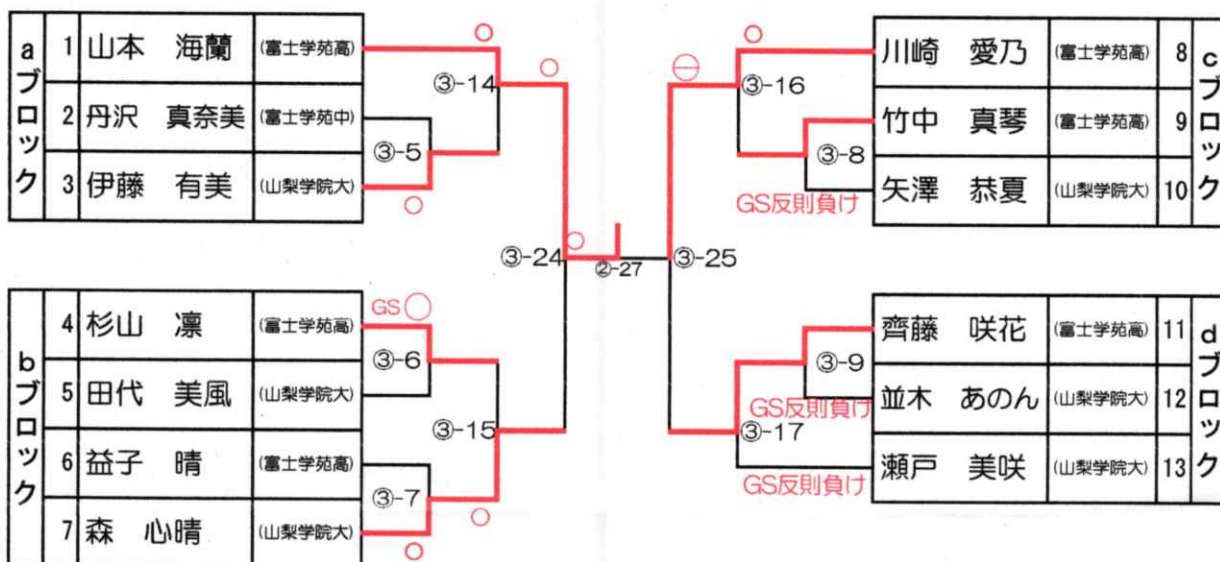 aブロック
1 山本 海蘭 (富士学苑高)
2 丹沢 真奈美 (富士学苑中)
3 伊藤 有美 (山梨学院大)
③-14
③-5
bブロック
4 杉山 凛 (富士学苑高)
5 田代 美風 (山梨学院大)
6 益子 晴 (富士学苑高)
7 森 心晴 (山梨学院大)
GS
③-6
③-15
③-7
③-24
②-27
③-25
cブロック
川崎 愛乃 (富士学苑高) 8
竹中 真琴 (富士学苑高) 9
矢澤 恭夏 (山梨学院大) 10
③-16
③-8
GS反則負け
dブロック
齊藤 咲花 (富士学苑高) 11
並木 あのん (山梨学院大) 12
瀬戸 美咲 (山梨学院大) 13
③-9
GS反則負け
③-17
GS反則負け